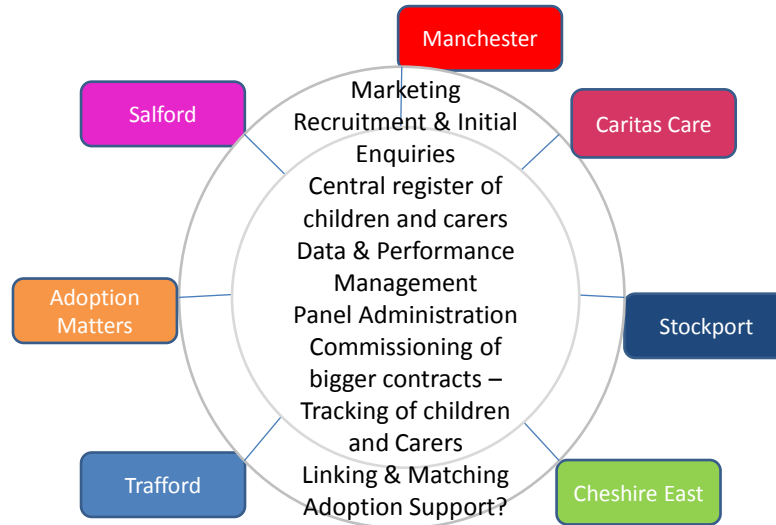 Manchester
Salford
Caritas Care
Marketing
Recruitment & Initial
Enquiries
Central register of
children and carers
Data & Performance
Management
Panel Administration
Commissioning of
bigger contracts –
Tracking of children
and Carers
Linking & Matching
Adoption Support?
Adoption
Matters
Stockport
Trafford
Cheshire East